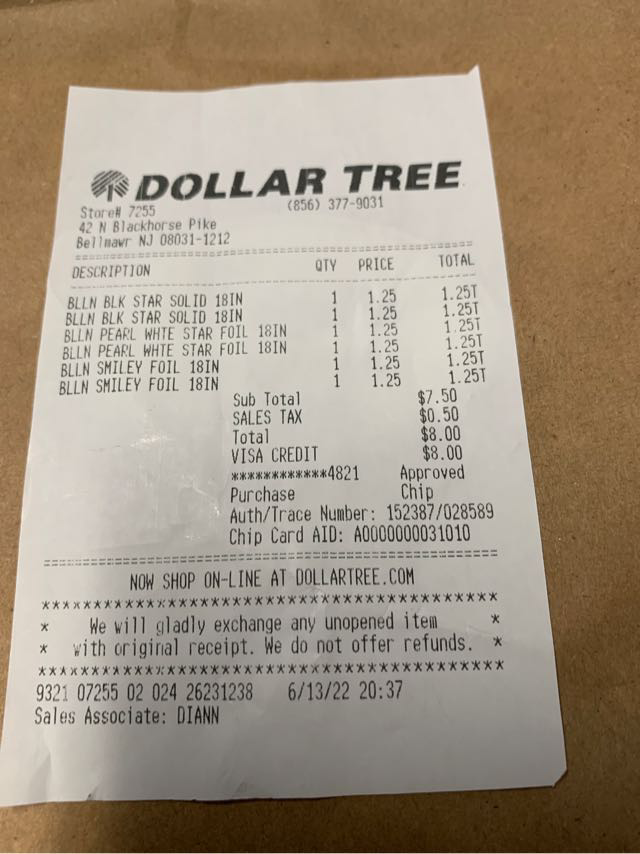 DOLLAR TREE
Store# 7255 (856) 377-9031
42 N Blackhorse Pike
Bellmawr NJ 08031-1212
DESCRIPTION QTY PRICE TOTAL
BLLN BLK STAR SOLID 18IN 1 1.25 1.25T
BLLN BLK STAR SOLID 18IN 1 1.25 1.25T
BLLN PEARL WHTE STAR FOIL 18IN 1 1.25 1.25T
BLLN PEARL WHTE STAR FOIL 18IN 1 1.25 1.25T
BLLN SMILEY FOIL 18IN 1 1.25 1.25T
BLLN SMILEY FOIL 18IN 1 1.25 1.25T
Sub Total $7.50
SALES TAX $0.50
Total $8.00
VISA CREDIT $8.00
************4821 Approved
Purchase Chip
Auth/Trace Number: 152387/028589
Chip Card AID: A0000000031010
NOW SHOP ON-LINE AT DOLLARTREE.COM
* We will gladly exchange any unopened item *
* with original receipt. We do not offer refunds. *
9321 07255 02 024 26231238 6/13/22 20:37
Sales Associate: DIANN